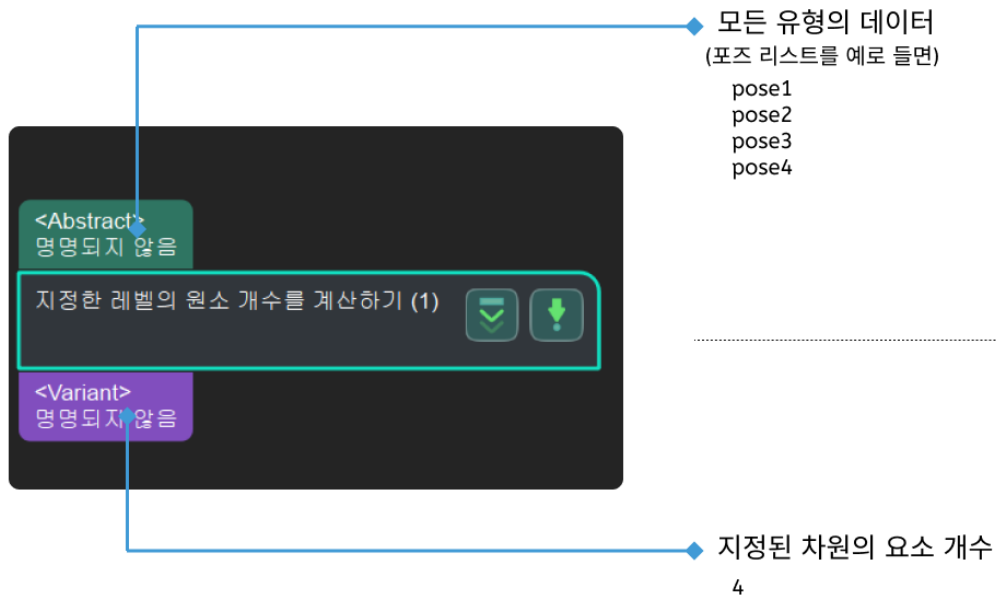 모든 유형의 데이터
(포즈 리스트를 예로 들면)
pose1
pose2
pose3
pose4
<Abstract>
명명되지 않음
지정한 레벨의 원소 개수를 계산하기 (1)
<Variant>
명명되지 않음
지정된 차원의 요소 개수
4